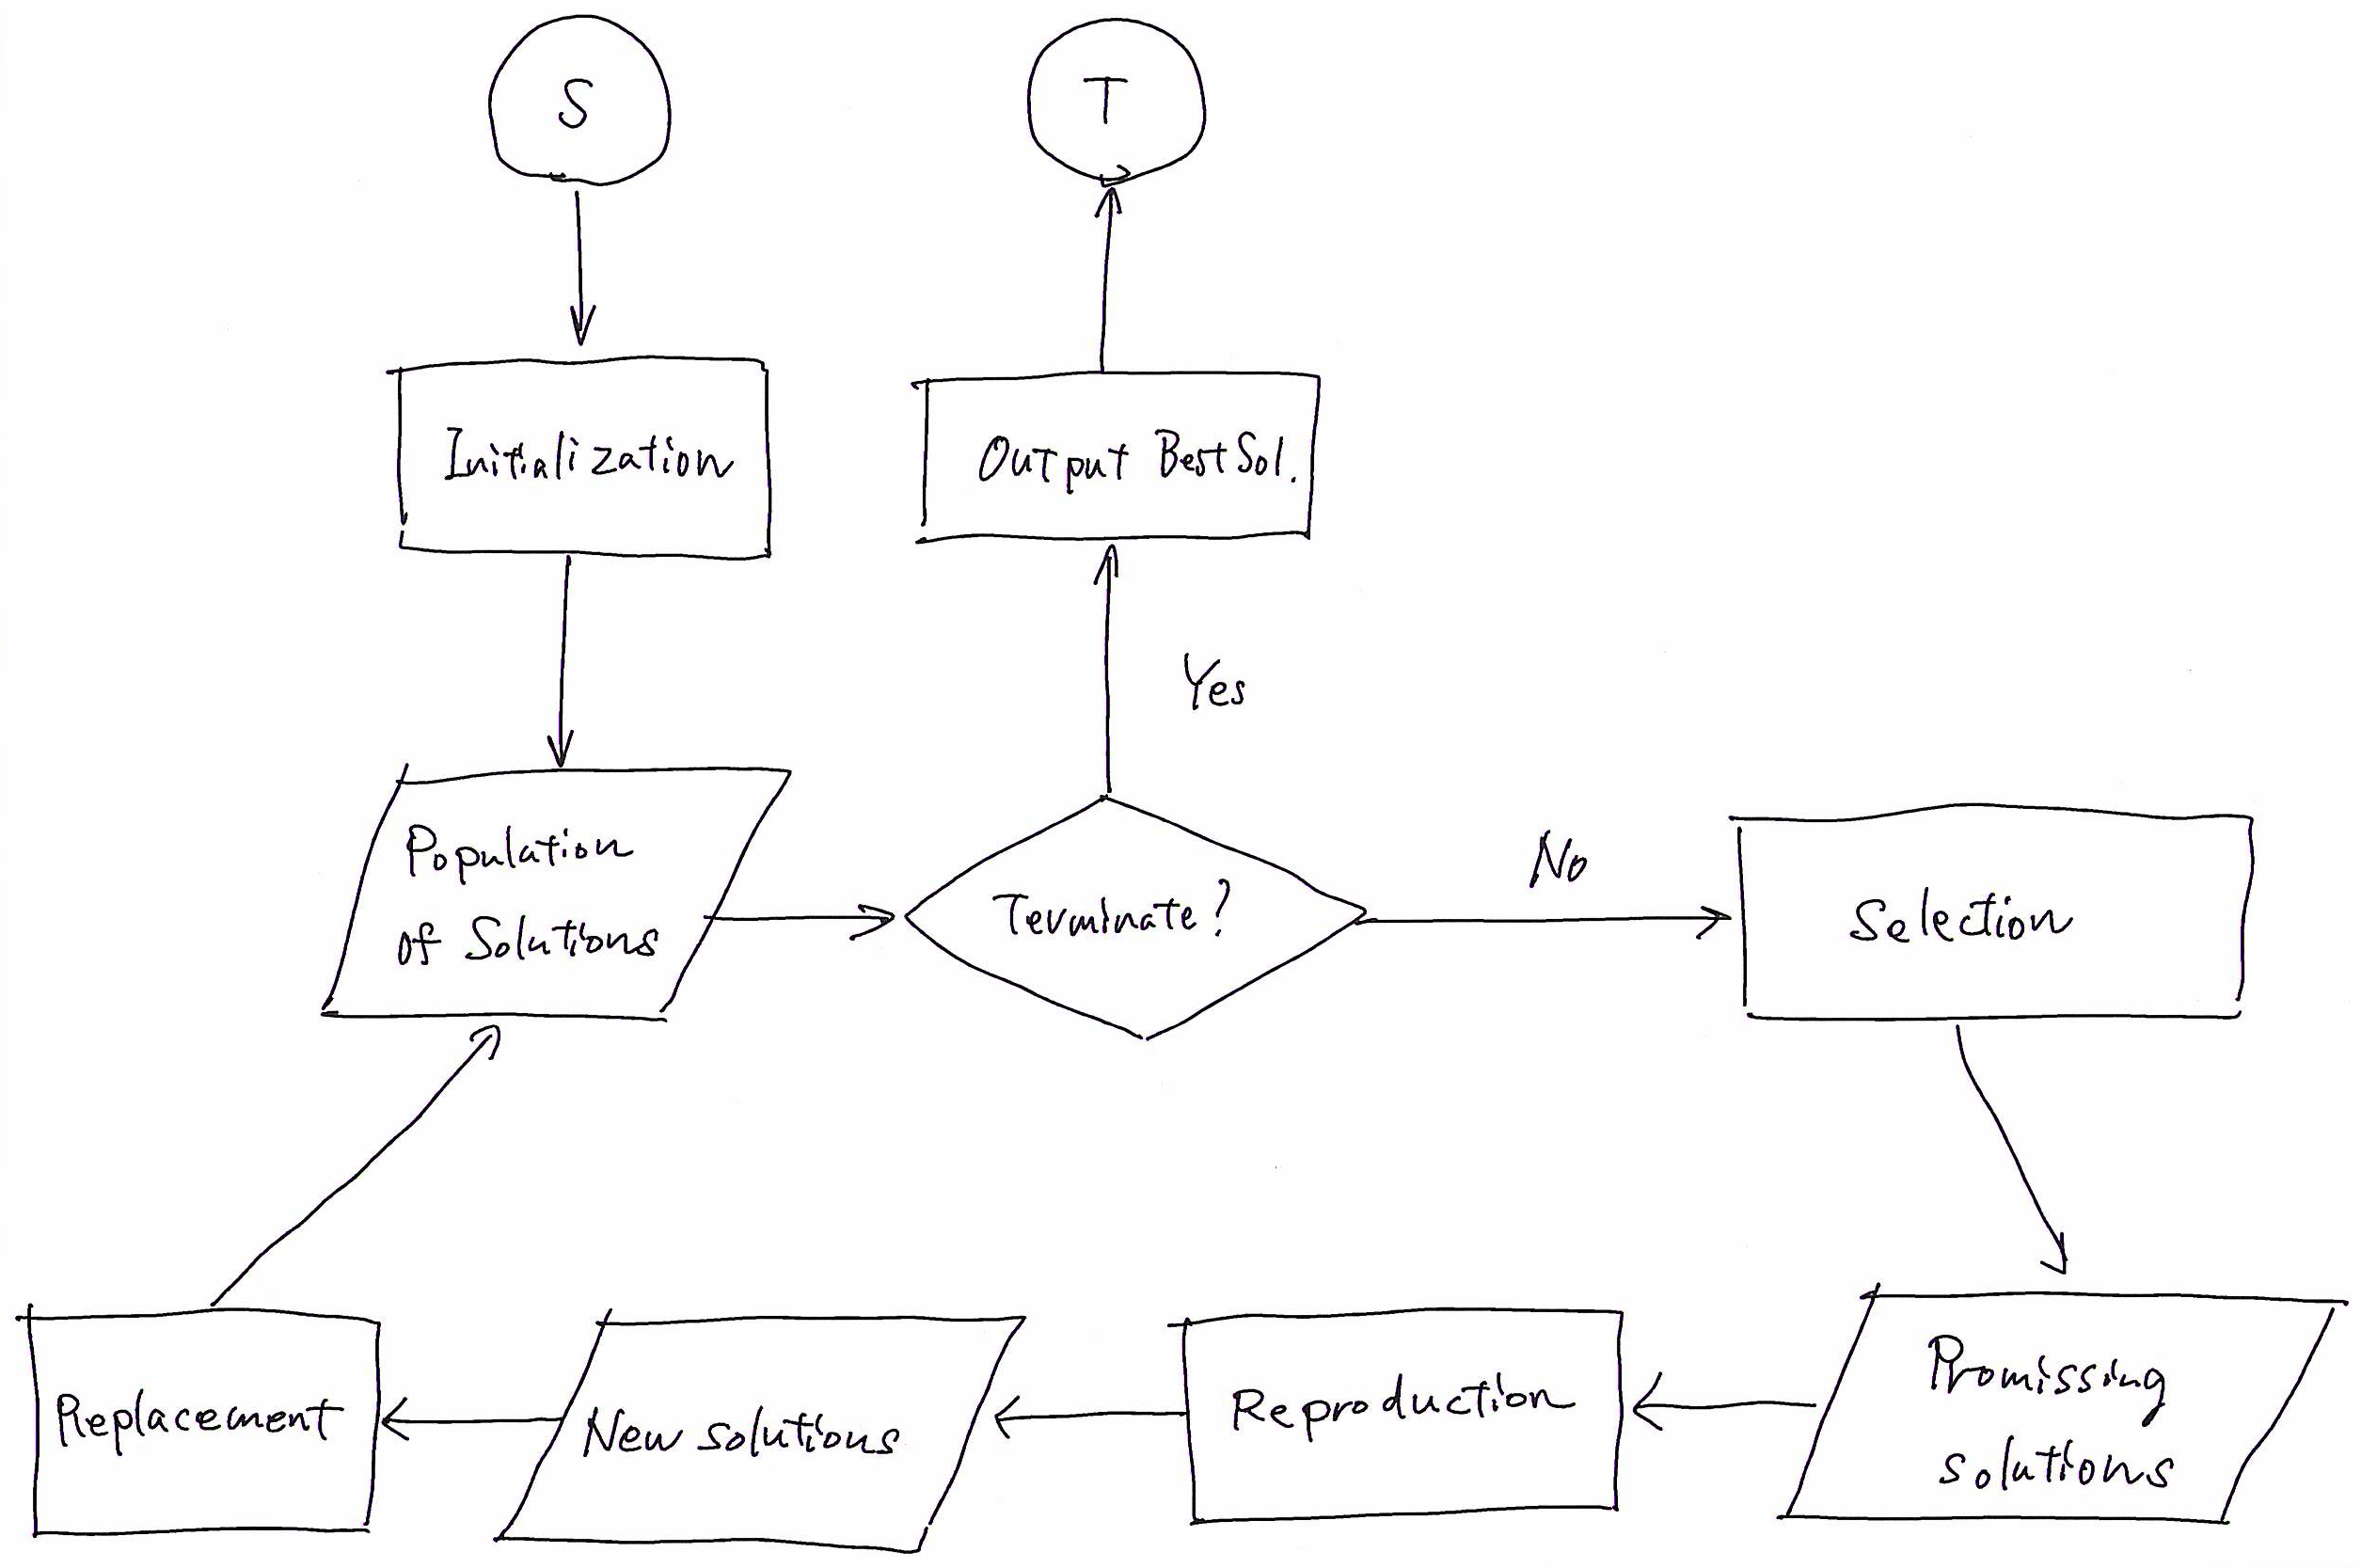 S
T
Initialization
Output Best Sol.
Yes
Population
of Solutions
Terminate?
No
Selection
Replacement
New solutions
Reproduction
Promissing
solutions